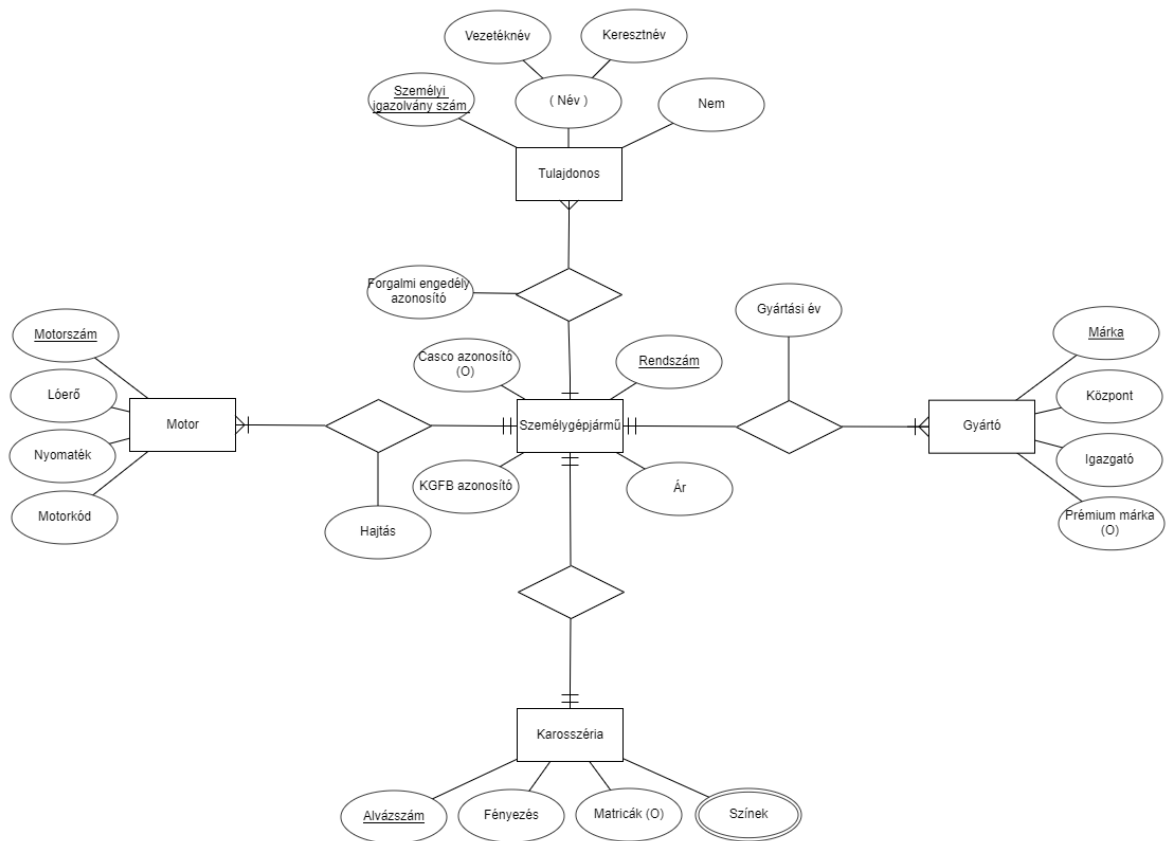 Vezetéknév
Keresztnév
Személyi
igazolvány szám
( Név )
Nem
Tulajdonos
Forgalmi engedély
azonosító
Gyártási év
Motorszám
Casco azonosító
(O)
Rendszám
Márka
Lóerő
Központ
Motor
Személygépjármű
Gyártó
Nyomaték
KGFB azonosító
Ár
Igazgató
Motorkód
Hajtás
Prémium márka
(O)
Karosszéria
Alvázszám
Fényezés
Matricák (O)
Színek